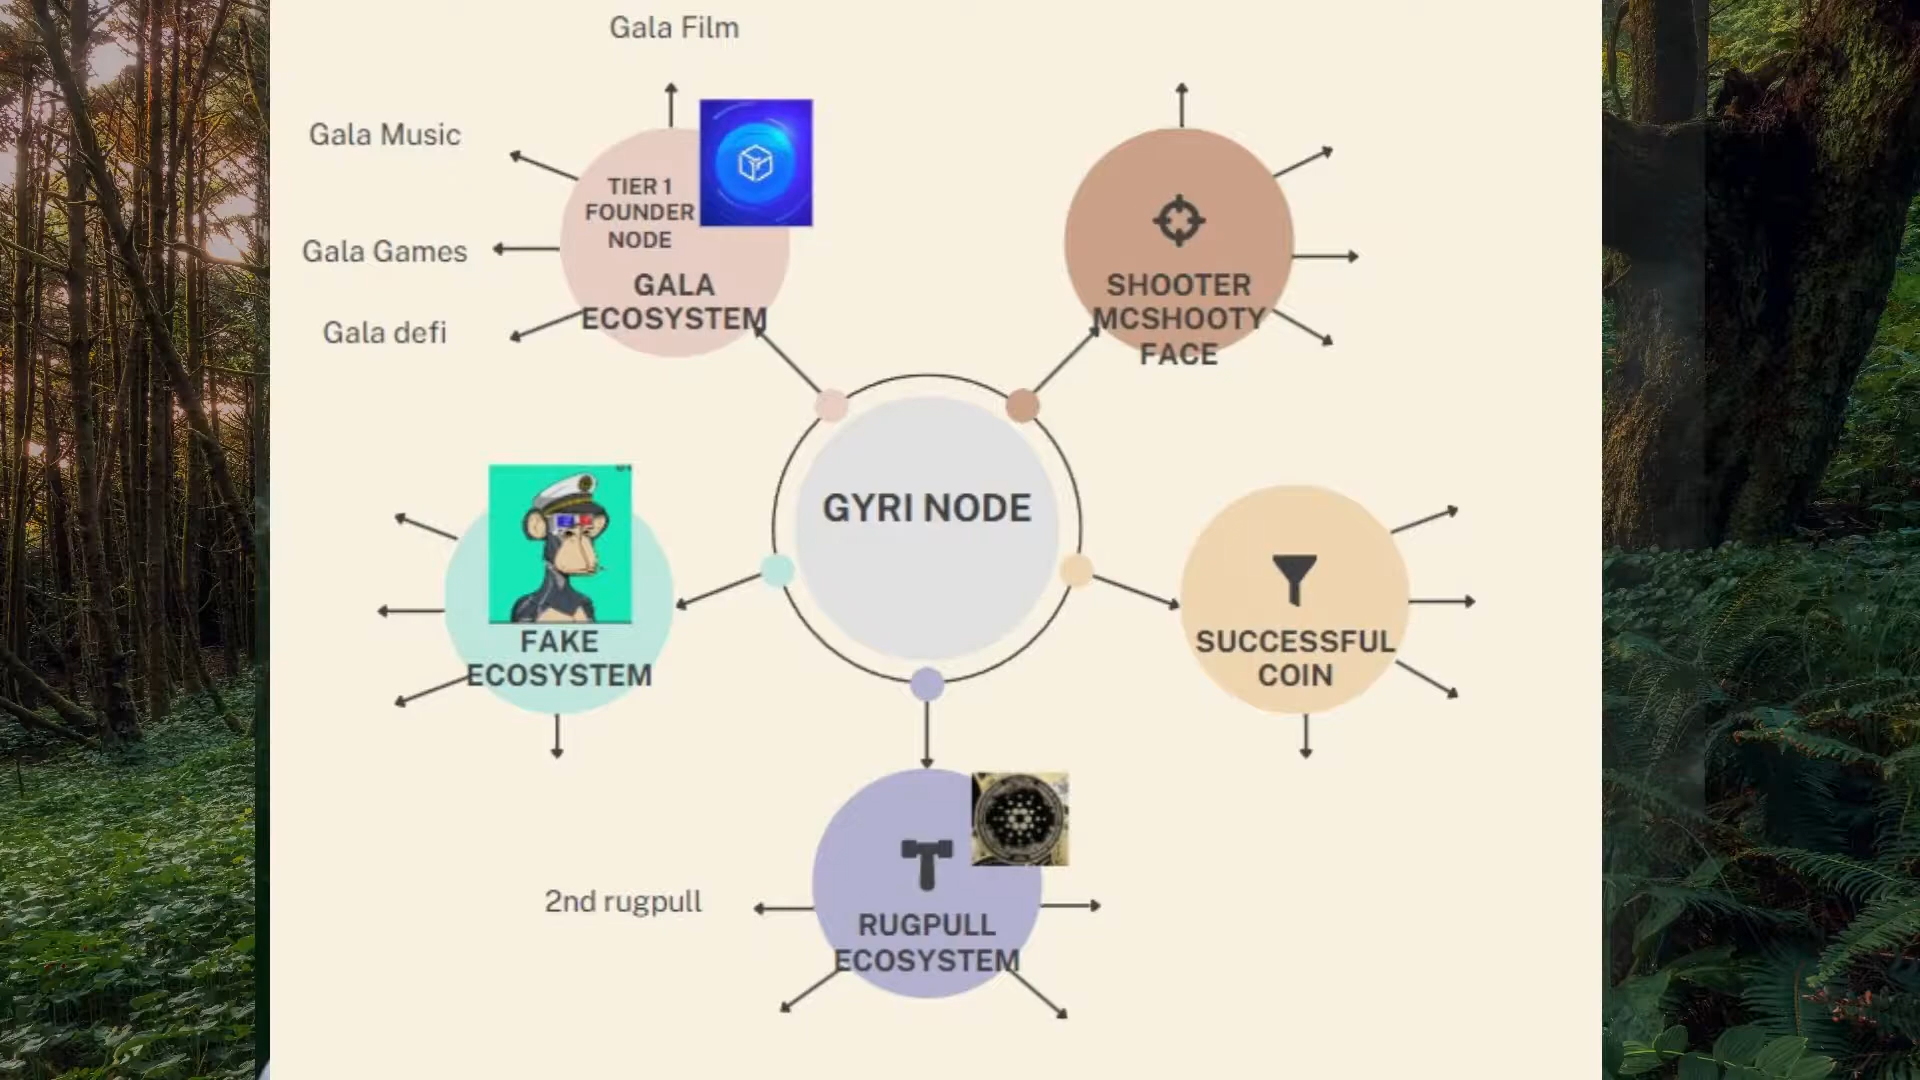 Gala Film
Gala Music
TIER 1
FOUNDER
NODE
Gala Games
GALA
ECOSYSTEM
Gala defi
SHOOTER
MCSHOOTY
FACE
GYRI NODE
FAKE
ECOSYSTEM
SUCCESSFUL
COIN
2nd rugpull
RUGPULL
ECOSYSTEM